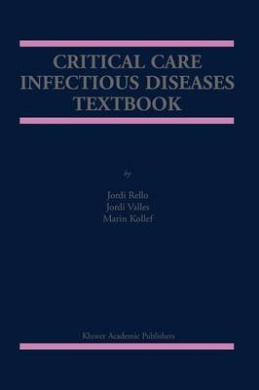 CRITICAL CARE
INFECTIOUS DISEASES
TEXTBOOK
by
Jordi Rello
Jordi Valles
Marin Kollef
Kluwer Academic Publishers